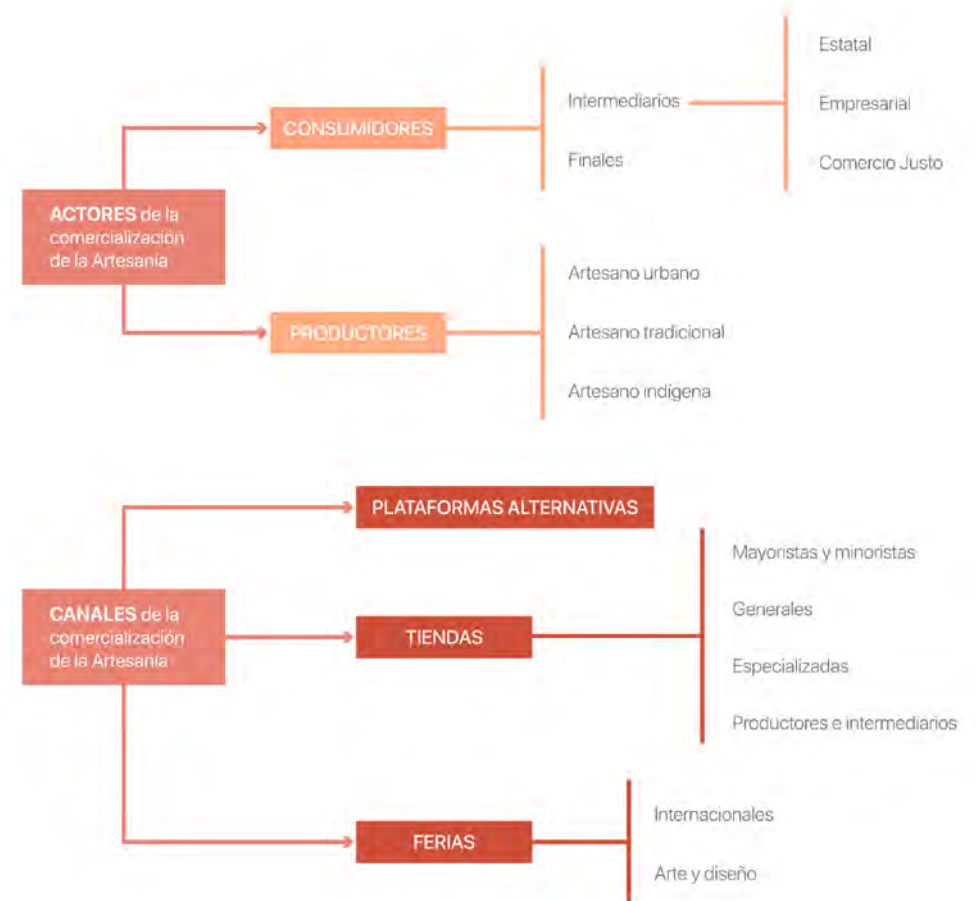 ACTORES de la
comercialización
de la Artesanía
CONSUMIDORES
Intermediarios
Finales
Estatal
Empresarial
Comercio Justo
PRODUCTORES
Artesano urbano
Artesano tradicional
Artesano indígena
CANALES de la
comercialización
de la Artesanía
PLATAFORMAS ALTERNATIVAS
TIENDAS
Mayoristas y minoristas
Generales
Especializadas
Productores e intermediarios
FERIAS
Internacionales
Arte y diseño